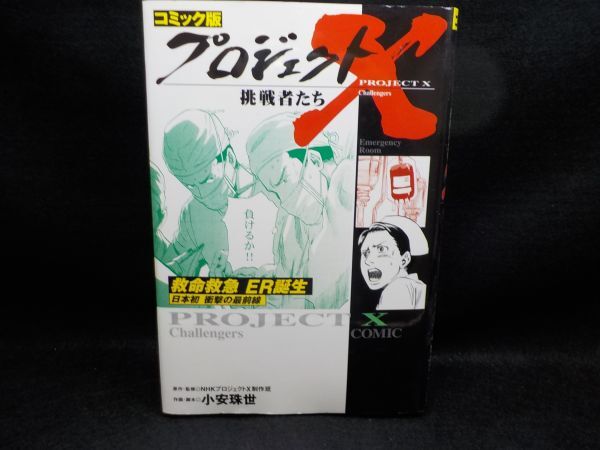 コミック版
プロジェクトX
PROJECT X
Challengers
挑戦者たち
Emergency
Room
負けるか!!
救命救急 ER誕生
日本初 衝撃の最前線
PROJECT X
Challengers
COMIC
原作・監修◎NHKプロジェクトX制作班
作画・脚本◎小安珠世